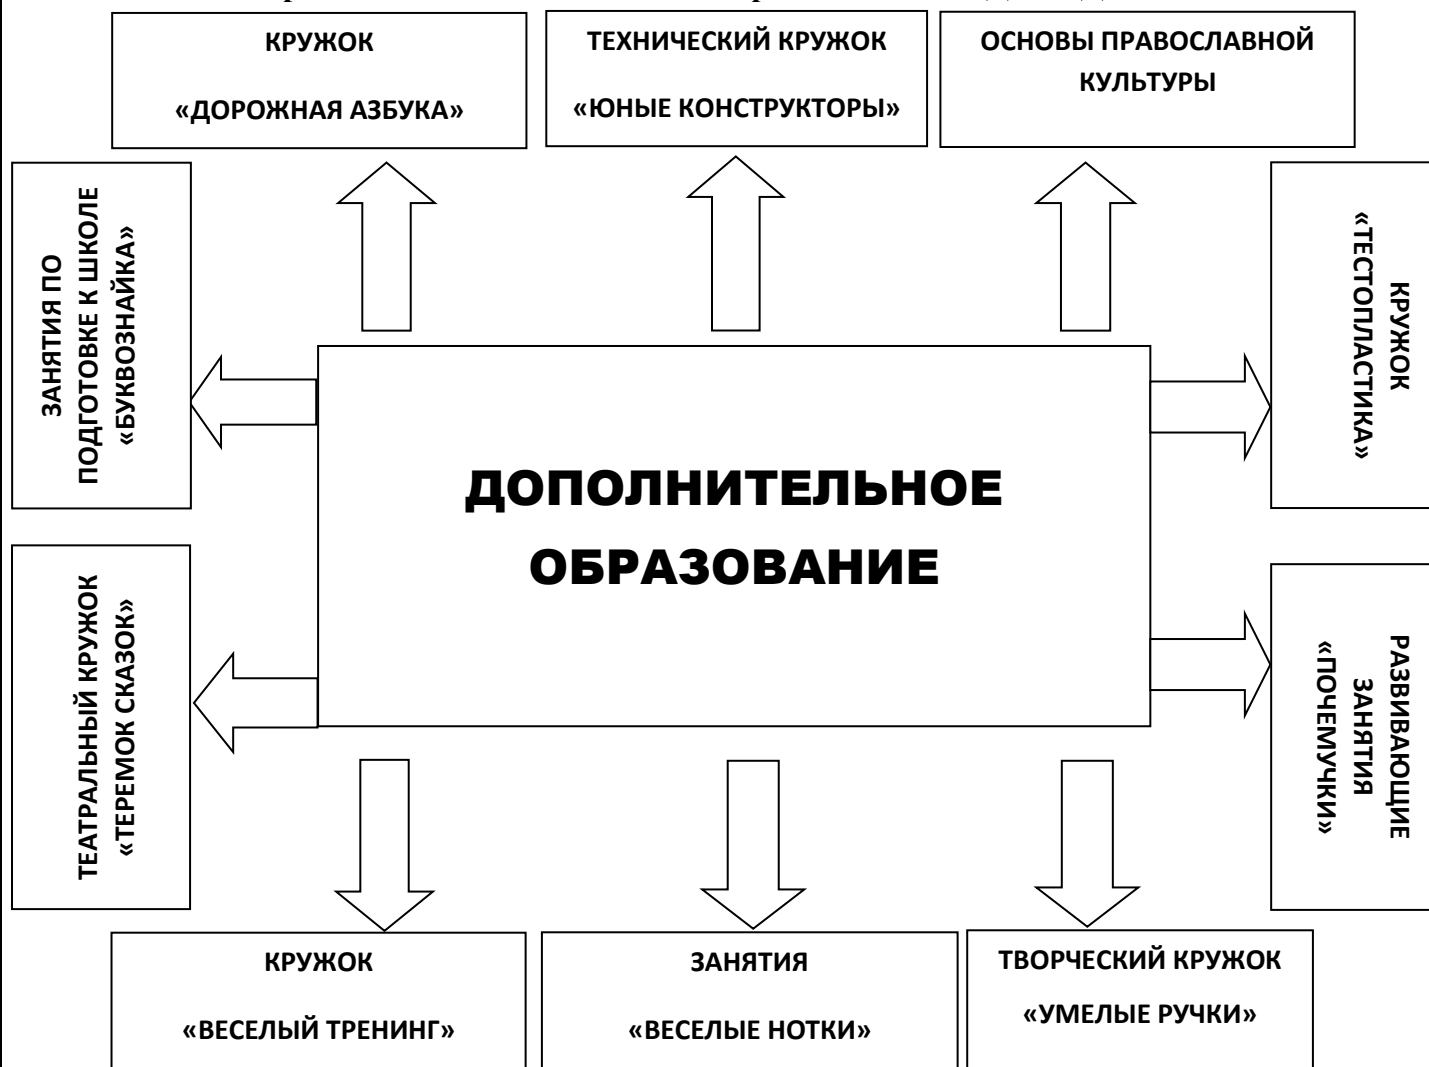 КРУЖОК
«ДОРОЖНАЯ АЗБУКА»
ТЕХНИЧЕСКИЙ КРУЖОК
«ЮНЫЕ КОНСТРУКТОРЫ»
ОСНОВЫ ПРАВОСЛАВНОЙ
КУЛЬТУРЫ
ЗАНЯТИЯ ПО
ПОДГОТОВКЕ К ШКОЛЕ
«БУКВОЗНАЙКА»
КРУЖОК
«ТЕСТОПЛАСТИКА»
ДОПОЛНИТЕЛЬНОЕ
ОБРАЗОВАНИЕ
ТЕАТРАЛЬНЫЙ КРУЖОК
«ТЕРЕМОК СКАЗОК»
РАЗВИВАЮЩИЕ
ЗАНЯТИЯ
«ПОЧЕМУЧКИ»
КРУЖОК
«ВЕСЕЛЫЙ ТРЕНИНГ»
ЗАНЯТИЯ
«ВЕСЕЛЫЕ НОТКИ»
ТВОРЧЕСКИЙ КРУЖОК
«УМЕЛЫЕ РУЧКИ»